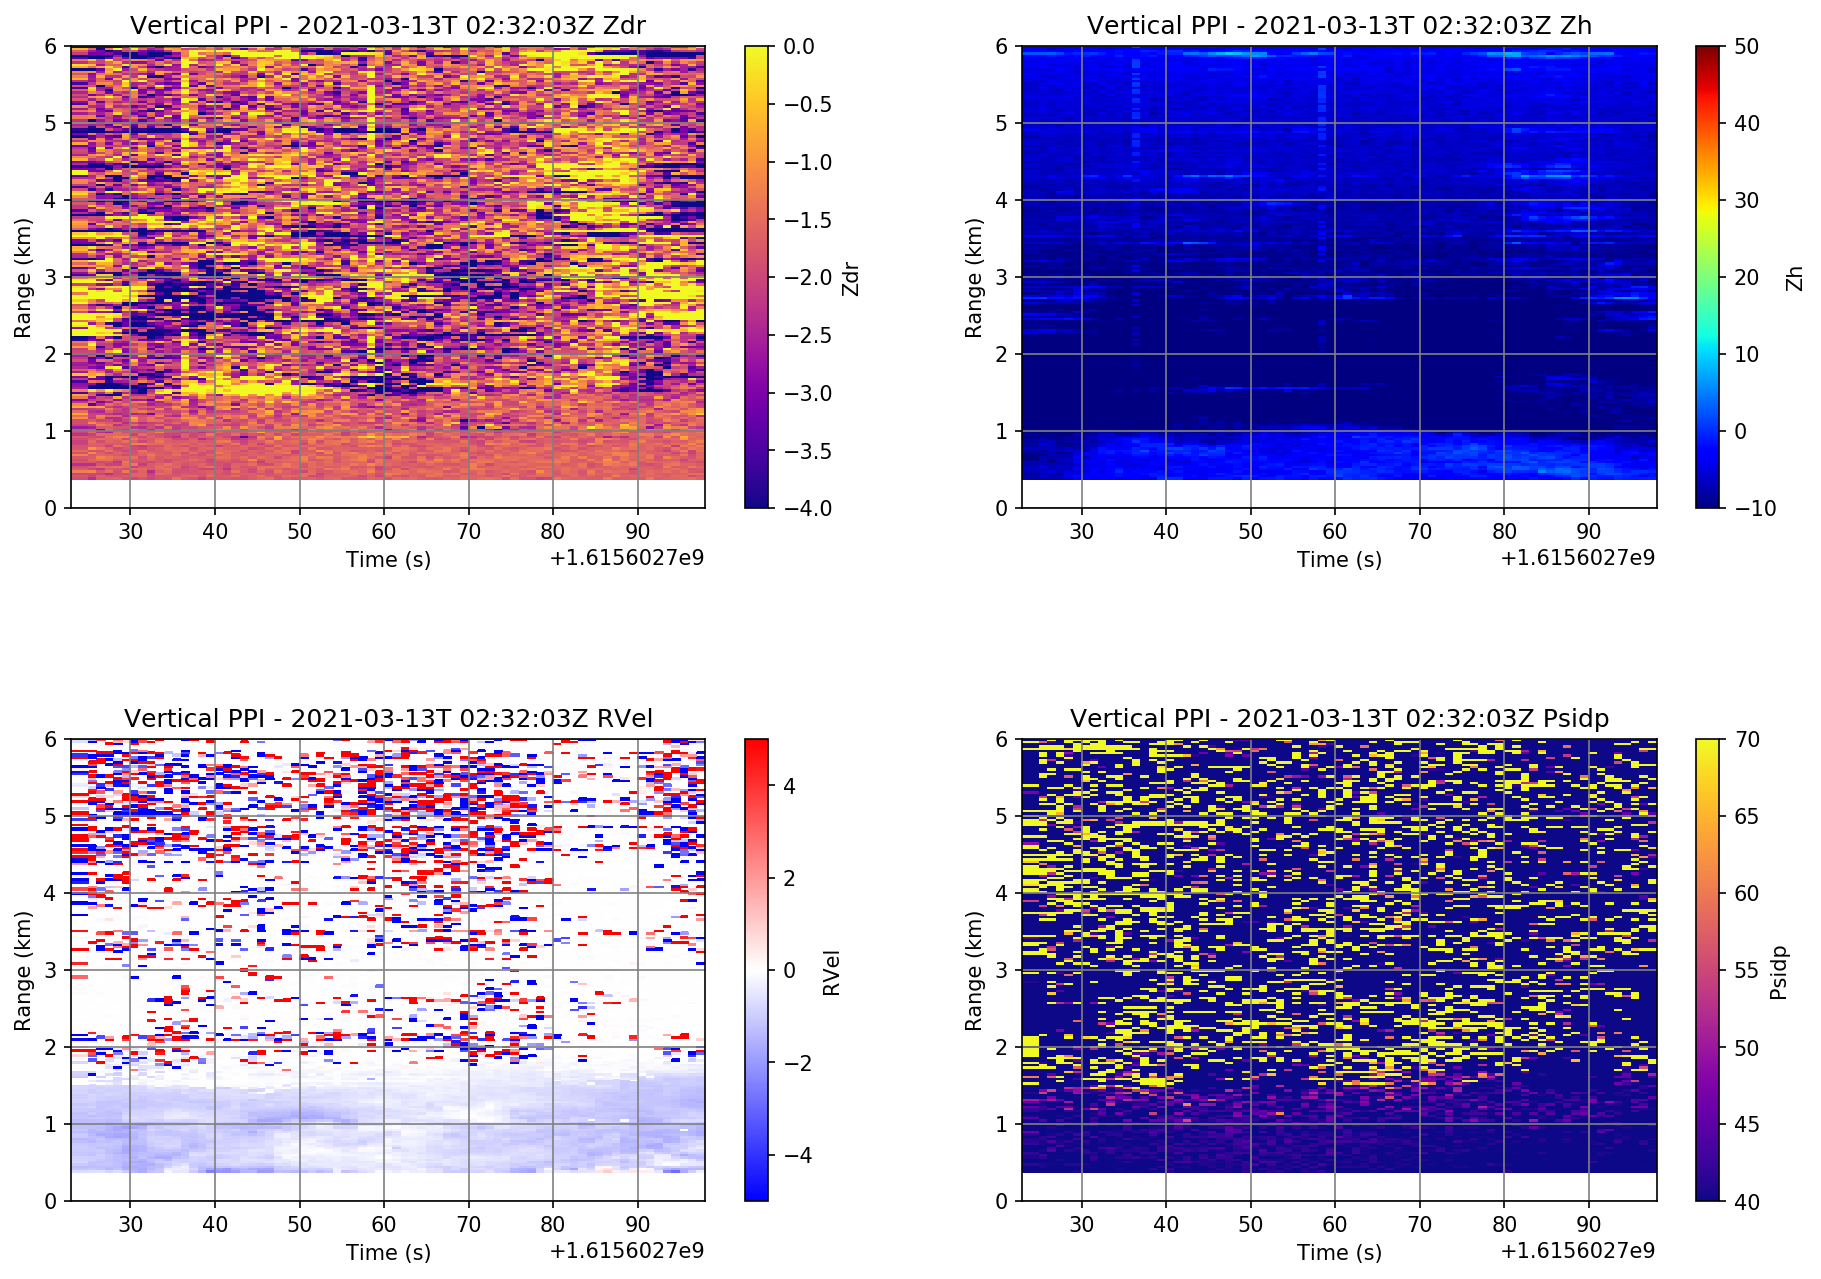 Vertical PPI - 2021-03-13T 02:32:03Z Zdr
6
5
4
3
2
1
0
Range (km)
30 40 50 60 70 80 90
Time (s)
+1.6156027e9
0.0
−0.5
−1.0
−1.5
−2.0
−2.5
−3.0
−3.5
−4.0
Zdr
Vertical PPI - 2021-03-13T 02:32:03Z Zh
6
5
4
3
2
1
0
Range (km)
30 40 50 60 70 80 90
Time (s)
+1.6156027e9
50
40
30
20
10
0
−10
Zh
Vertical PPI - 2021-03-13T 02:32:03Z RVel
6
5
4
3
2
1
0
Range (km)
30 40 50 60 70 80 90
Time (s)
+1.6156027e9
4
2
0
−2
−4
RVel
Vertical PPI - 2021-03-13T 02:32:03Z Psidp
6
5
4
3
2
1
0
Range (km)
30 40 50 60 70 80 90
Time (s)
+1.6156027e9
70
65
60
55
50
45
40
Psidp